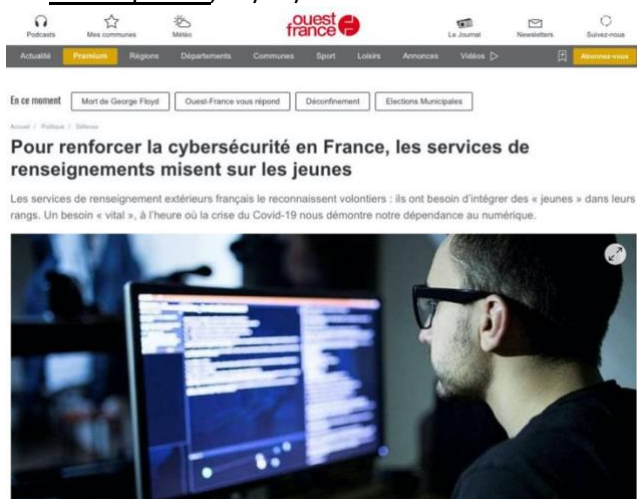 ouest
france
Podcasts
Mes communes
Météo
Le Journal
Newsletters
Suivez-nous
Actualité Premium Régions Départements Communes Sport Loisirs Annonces Vidéos Abonnez-vous
En ce moment Mort de George Floyd Ouest-France vous répond Déconfinement Elections Municipales
Accueil / Politique / Défense
Pour renforcer la cybersécurité en France, les services de
renseignements misent sur les jeunes
Les services de renseignement extérieurs français le reconnaissent volontiers : ils ont besoin d'intégrer des « jeunes » dans leurs
rangs. Un besoin « vital », à l'heure où la crise du Covid-19 nous démontre notre dépendance au numérique.